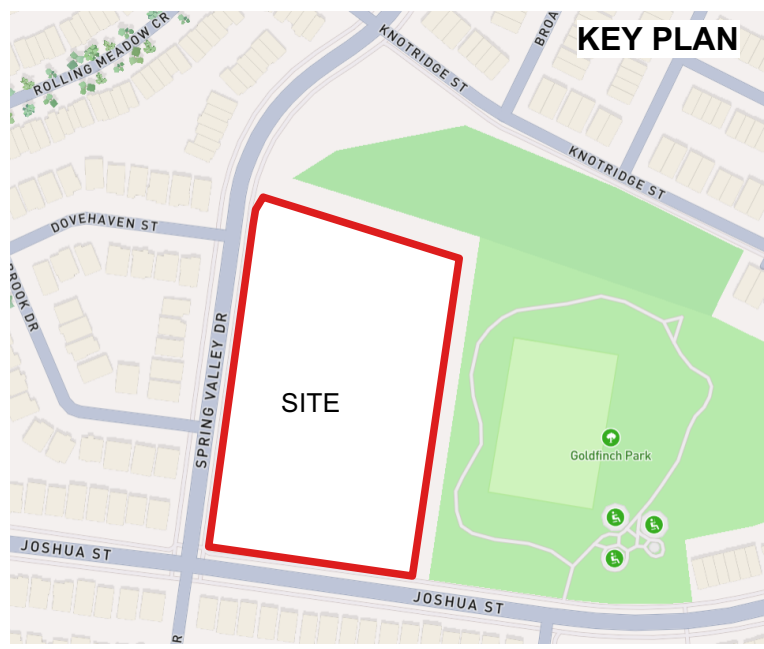 KEY PLAN
ROLLING MEADOW CR
KNOTRIDGE ST
BROA
KNOTRIDGE ST
DOVEHAVEN ST
BROOK DR
SPRING VALLEY DR
SITE
Goldfinch Park
JOSHUA ST
JOSHUA ST
R